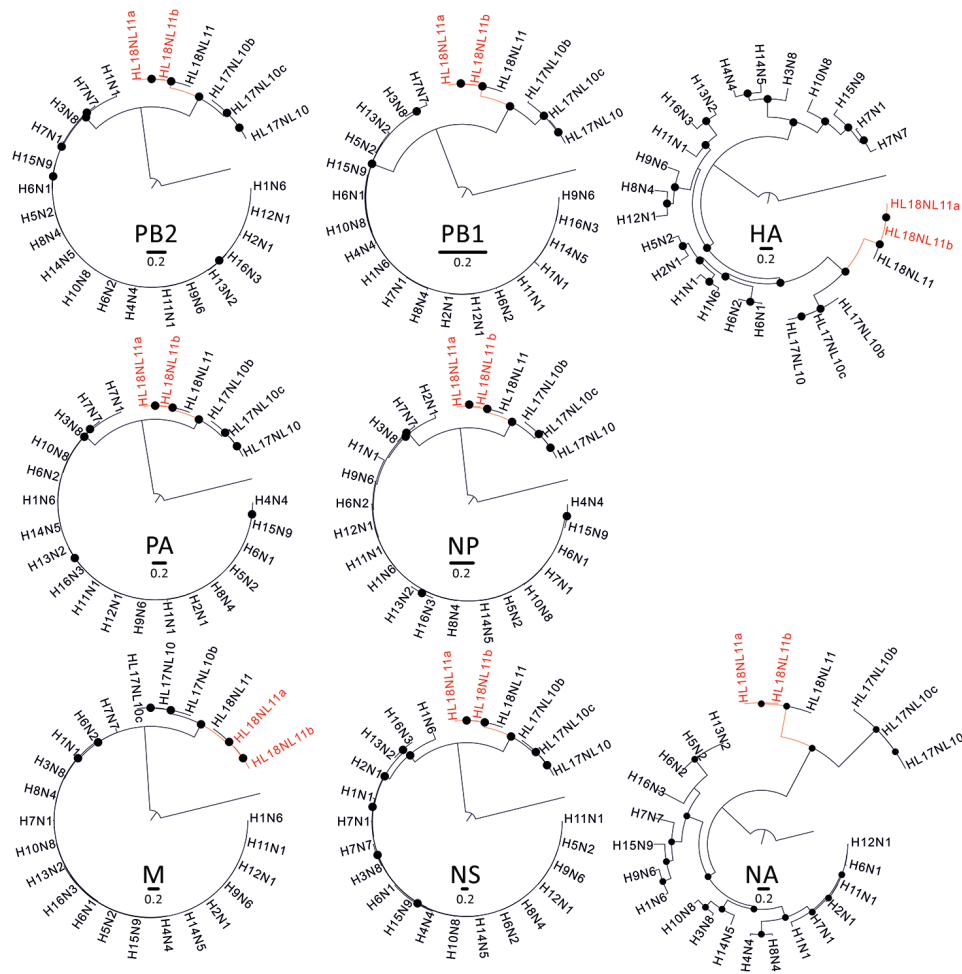 HL18NL11a
HL18NL11b
HL18NL11
HL17NL10b
HL17NL10c
HL17NL10
H1N1
H7N7
H3N8
H7N1
H15N9
H6N1
H5N2
H8N4
H14N5
H10N8
H6N2
H4N4
H11N1
H9N6
H13N2
H16N3
H2N1
H12N1
H1N6
PB2
0.2
HL18NL11a
HL18NL11b
HL18NL11
HL17NL10b
HL17NL10c
HL17NL10
H7N7
H3N8
H13N2
H5N2
H15N9
H6N1
H10N8
H4N4
H1N6
H7N1
H8N4
H2N1
H12N1
H6N2
H11N1
H1N1
H14N5
H16N3
H9N6
PB1
0.2
H4N4
H14N5
H3N8
H10N8
H15N9
H7N1
H7N7
H13N2
H16N3
H11N1
H9N6
H8N4
H12N1
H5N2
H2N1
H1N1
H1N6
H6N2
H6N1
HL17NL10
HL17NL10c
HL17NL10b
HL18NL11
HL18NL11b
HL18NL11a
HA
0.2
HL18NL11a
HL18NL11b
HL18NL11
HL17NL10b
HL17NL10c
HL17NL10
H7N1
H7N7
H3N8
H10N8
H6N2
H1N6
H14N5
H13N2
H16N3
H11N1
H12N1
H9N6
H1N1
H2N1
H8N4
H5N2
H6N1
H15N9
H4N4
PA
0.2
HL18NL11a
HL18NL11b
HL18NL11
HL17NL10b
HL17NL10c
HL17NL10
H2N1
H7N7
H3N8
H1N1
H9N6
H6N2
H12N1
H11N1
H1N6
H13N2
H16N3
H8N4
H14N5
H5N2
H10N8
H7N1
H6N1
H15N9
H4N4
NP
0.2
HL17NL10c
HL17NL10
HL17NL10b
HL18NL11
HL18NL11a
HL18NL11b
H7N7
H6N2
H1N1
H3N8
H8N4
H7N1
H10N8
H13N2
H16N3
H6N1
H5N2
H15N9
H4N4
H14N5
H2N1
H9N6
H12N1
H11N1
H1N6
M
0.2
HL18NL11a
HL18NL11b
HL18NL11
HL17NL10b
HL17NL10c
HL17NL10
H1N6
H16N3
H13N2
H2N1
H1N1
H7N1
H7N7
H3N8
H6N1
H15N9
H4N4
H10N8
H14N5
H6N2
H8N4
H12N1
H9N6
H5N2
H11N1
NS
0.2
HL18NL11a
HL18NL11b
HL18NL11
HL17NL10b
HL17NL10c
HL17NL10
H13N2
H5N2
H6N2
H16N3
H7N7
H15N9
H9N6
H1N6
H10N8
H3N8
H14N5
H4N4
H8N4
H1N1
H7N1
H2N1
H11N1
H6N1
H12N1
NA
0.2